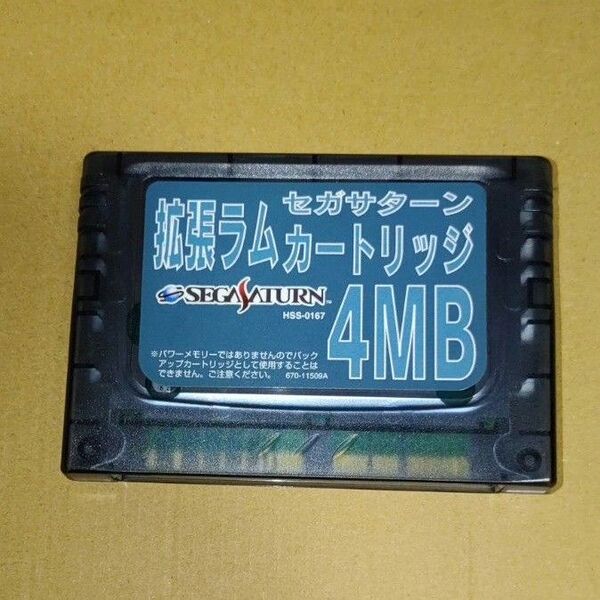 セガサターン
拡張ラムカートリッジ
SEGASATURN™
HSS-0167
4MB
※パワーメモリーではありませんのでバック
アップカートリッジとして使用することは
できません。ご注意ください。 670-11509A